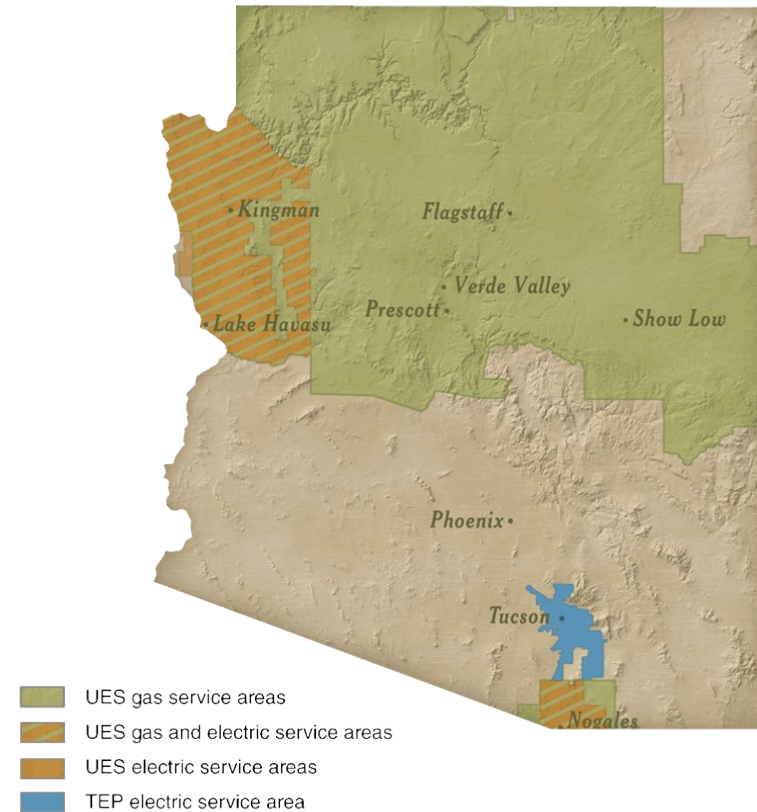 Kingman
Flagstaff
Verde Valley
Prescott
Show Low
Lake Havasu
Phoenix
Tucson
Nogales
UES gas service areas
UES gas and electric service areas
UES electric service areas
TEP electric service area